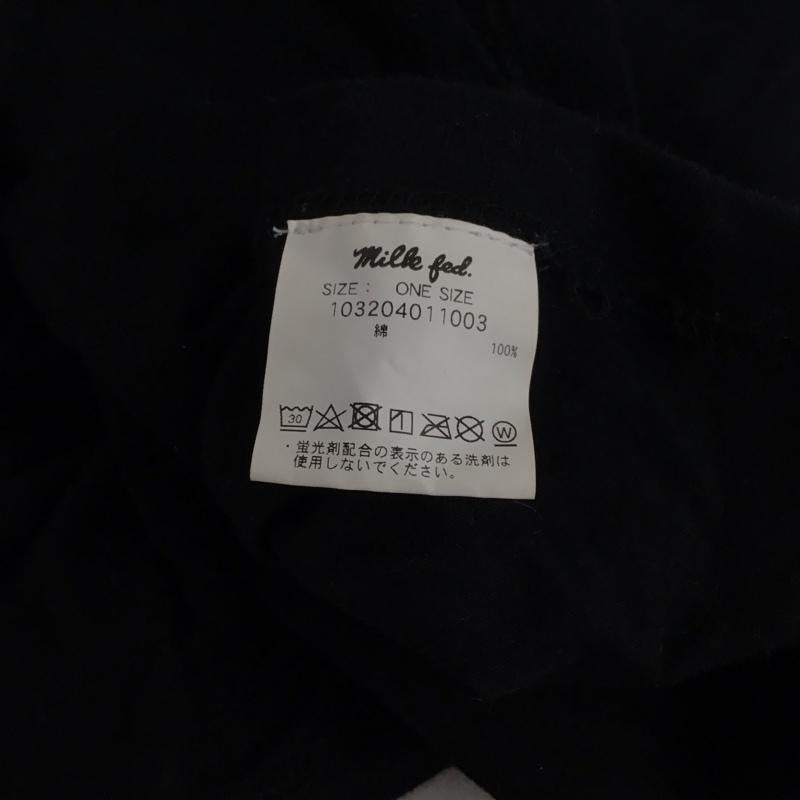 Milk fed.
SIZE: ONE SIZE
103204011003
綿
100%
30 W
・蛍光剤配合の表示のある洗剤は
使用しないでください。